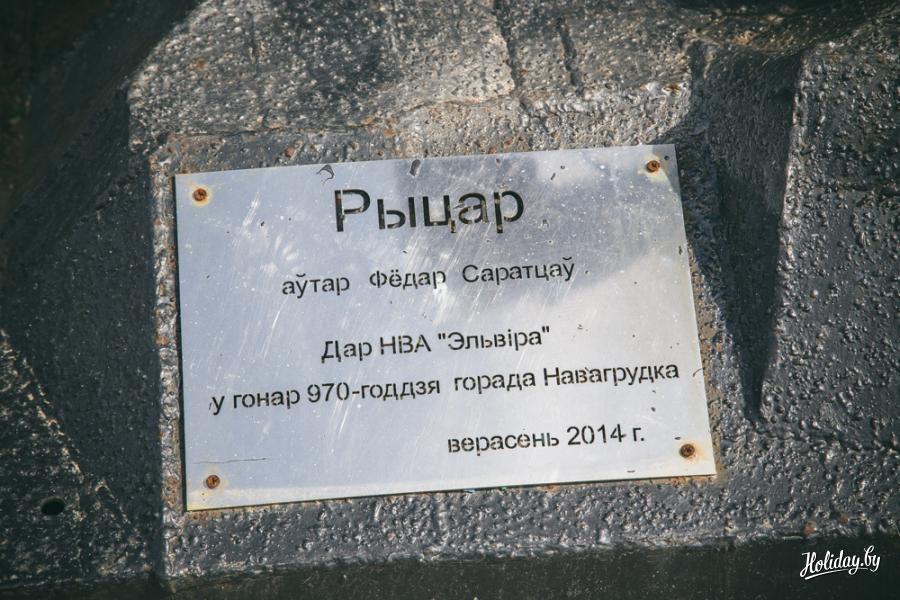 Рыцар
аўтар Фёдар Саратцаў
Дар НВА "Эльвіра"
у гонар 970-годдзя горада Навагрудка
верасень 2014 г.
Holiday.by